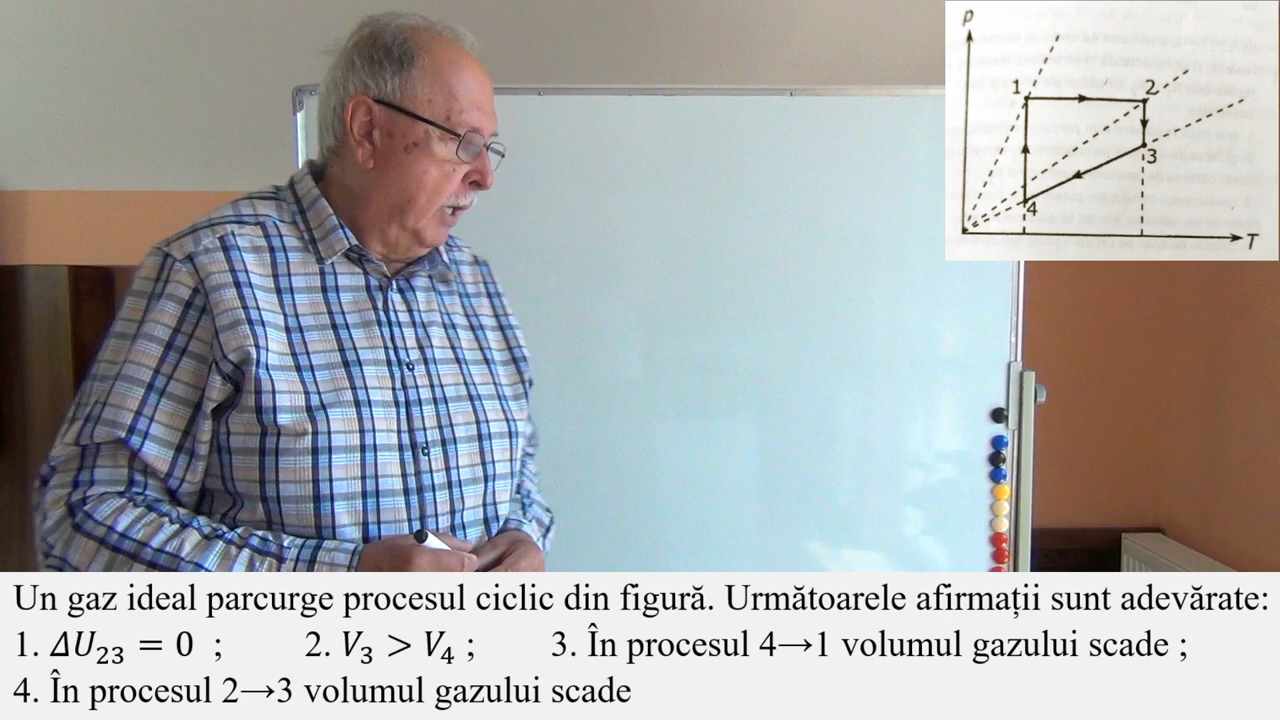 p
1
2
3
4
T
Un gaz ideal parcurge procesul ciclic din figură. Următoarele afirmații sunt adevărate:
1. ΔU₂₃ = 0 ; 2. V₃ > V₄ ; 3. În procesul 4→1 volumul gazului scade ;
4. În procesul 2→3 volumul gazului scade